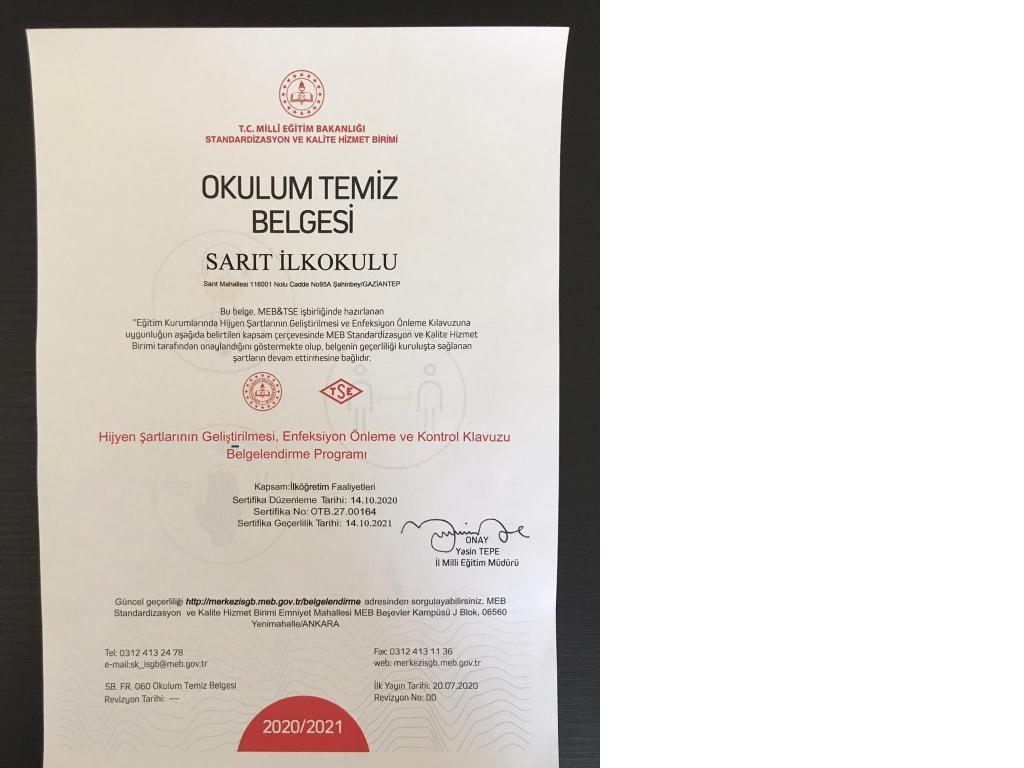 T.C. MİLLÎ EĞİTİM BAKANLIĞI
STANDARDİZASYON VE KALİTE HİZMET BİRİMİ
OKULUM TEMİZ
BELGESİ
SARIT İLKOKULU
Sarıt Mahallesi 116001 Nolu Cadde No95A Şahinbey/GAZİANTEP
Bu belge, MEB&TSE işbirliğinde hazırlanan
"Eğitim Kurumlarında Hijyen Şartlarının Geliştirilmesi ve Enfeksiyon Önleme Kılavuzuna
uygunluğun aşağıda belirtilen kapsam çerçevesinde MEB Standardizasyon ve Kalite Hizmet
Birimi tarafından onaylandığını göstermekte olup, belgenin geçerliliği kuruluşta sağlanan
şartların devam ettirmesine bağlıdır.
TSE
Hijyen Şartlarının Geliştirilmesi, Enfeksiyon Önleme ve Kontrol Klavuzu
Belgelendirme Programı
Kapsam:İlköğretim Faaliyetleri
Sertifika Düzenleme Tarihi: 14.10.2020
Sertifika No: OTB.27.00164
Sertifika Geçerlilik Tarihi: 14.10.2021
ONAY
Yasin TEPE
İl Milli Eğitim Müdürü
Güncel geçerliliği http://merkezisgb.meb.gov.tr/belgelendirme adresinden sorgulayabilirsiniz. MEB
Standardizasyon ve Kalite Hizmet Birimi Emniyet Mahallesi MEB Beşevler Kampüsü J Blok, 06560
Yenimahalle/ANKARA
Tel: 0312 413 24 78
e-mail:sk_isgb@meb.gov.tr
Fax: 0312 413 11 36
web: merkezisgb.meb.gov.tr
SB. FR. 060 Okulum Temiz Belgesi
Revizyon Tarihi: ---
İlk Yayın Tarihi: 20.07.2020
Revizyon No: 00
2020/2021